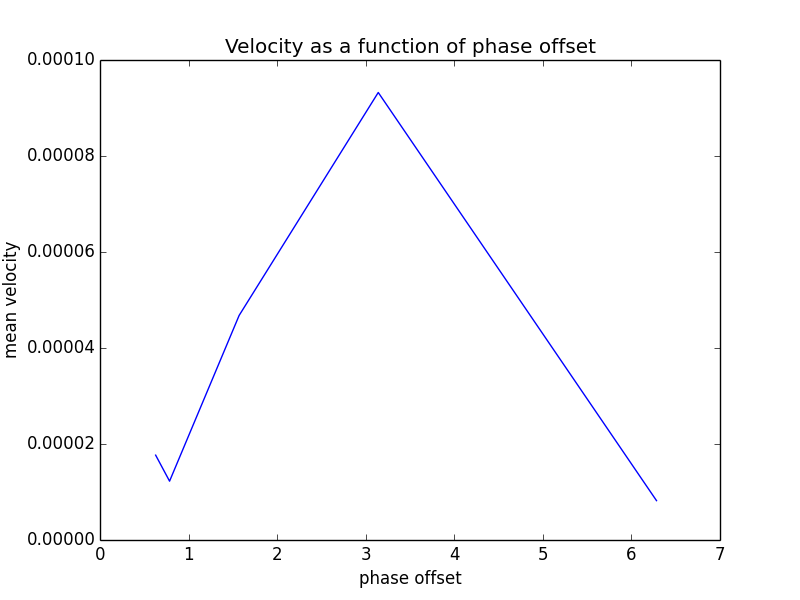 Velocity as a function of phase offset
0.00010
0.00008
0.00006
0.00004
0.00002
0.00000
mean velocity
0 1 2 3 4 5 6 7
phase offset